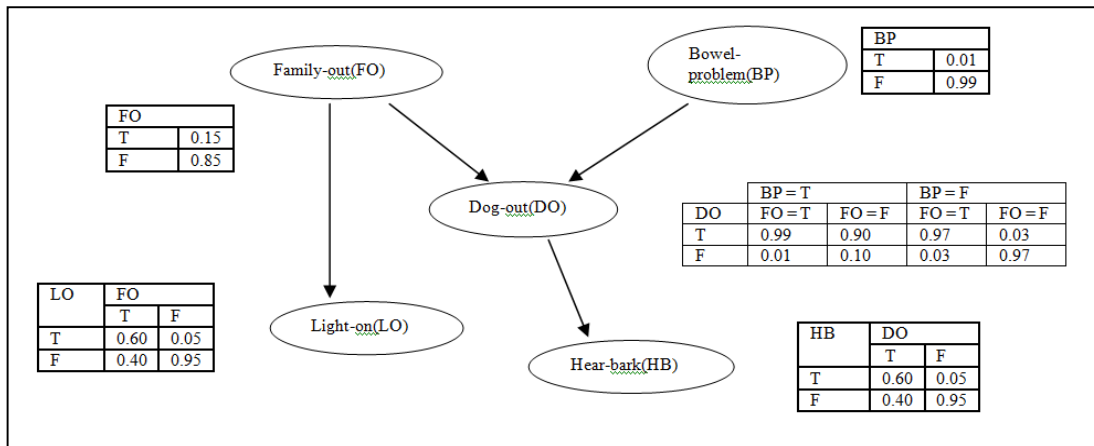 Family-out(FO)
Bowel-
problem(BP)
BP
T 0.01
F 0.99
FO
T 0.15
F 0.85
Dog-out(DO)
BP = T BP = F
DO FO = T FO = F FO = T FO = F
T 0.99 0.90 0.97 0.03
F 0.01 0.10 0.03 0.97
LO FO
T F
T 0.60 0.05
F 0.40 0.95
Light-on(LO)
Hear-bark(HB)
HB DO
T F
T 0.60 0.05
F 0.40 0.95